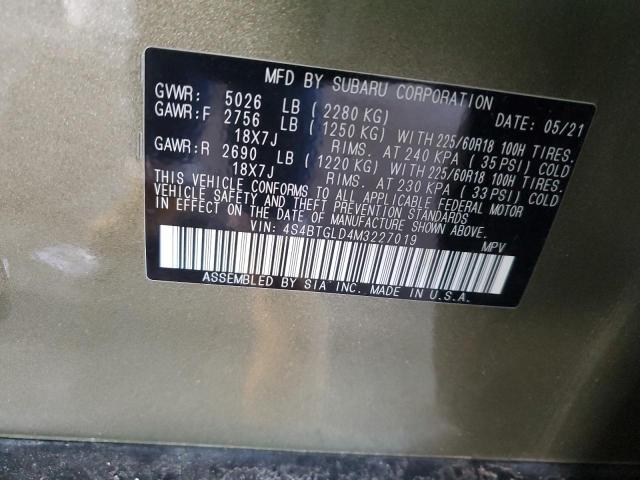 MFD BY SUBARU CORPORATION
GVWR: 5026 LB (2280 KG) DATE: 05/21
GAWR:F 2756 LB (1250 KG) WITH 225/60R18 100H TIRES.
18X7J RIMS. AT 240 KPA (35 PSI) COLD
GAWR:R 2690 LB (1220 KG) WITH 225/60R18 100H TIRES.
18X7J RIMS. AT 230 KPA (33 PSI) COLD
THIS VEHICLE CONFORMS TO ALL APPLICABLE FEDERAL MOTOR
VEHICLE SAFETY AND THEFT PREVENTION STANDARDS
IN EFFECT ON THE DATE OF MANUFACTURE SHOWN ABOVE.
VIN: 4S4BTGLD4M3227019 MPV
ASSEMBLED BY SIA INC. MADE IN U.S.A.